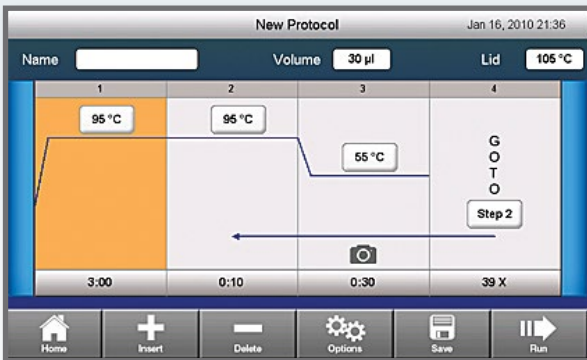 New Protocol Jan 16, 2010 21:36
Name Volume 30 µl Lid 105 °C
1 2 3 4
95 °C 95 °C
55 °C
G
O
T
O
Step 2
3:00 0:10 0:30 39 X
Home Insert Delete Options Save Run